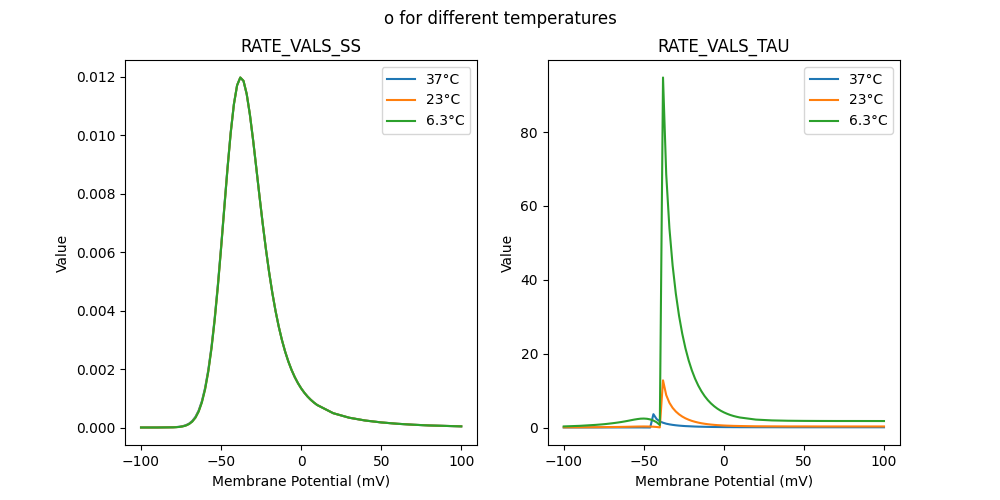 o for different temperatures
RATE_VALS_SS
RATE_VALS_TAU
Value
0.012
0.010
0.008
0.006
0.004
0.002
0.000
37°C
23°C
6.3°C
−100
−50
0
50
100
Membrane Potential (mV)
Value
80
60
40
20
0
37°C
23°C
6.3°C
−100
−50
0
50
100
Membrane Potential (mV)